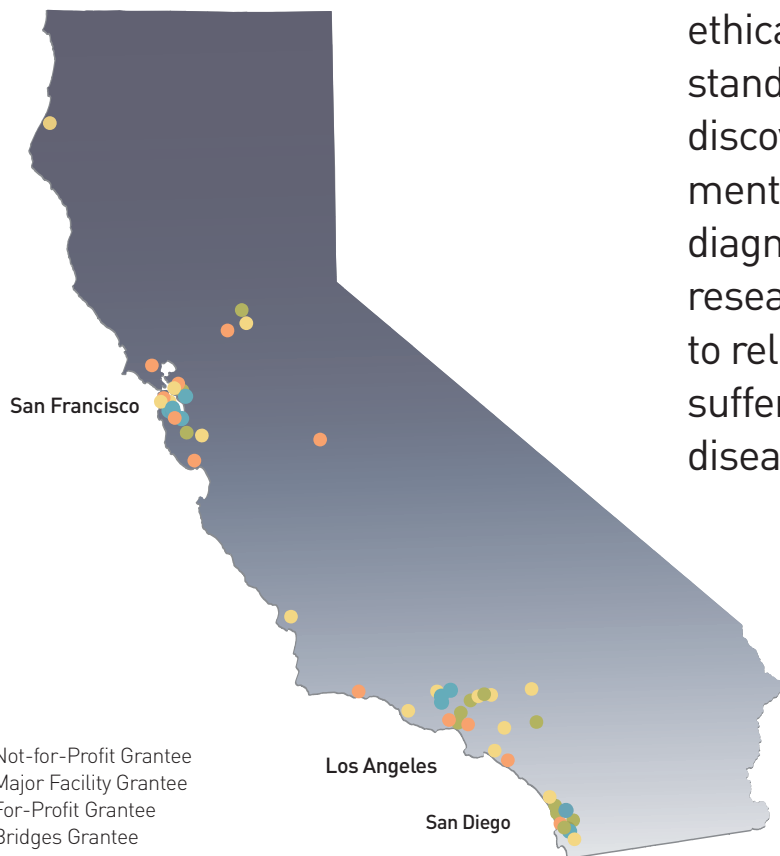 ethica
stand
discov
ment
diagn
resea
to rel
suffer
disea
San Francisco
Los Angeles
San Diego
Not-for-Profit Grantee
Major Facility Grantee
For-Profit Grantee
Bridges Grantee